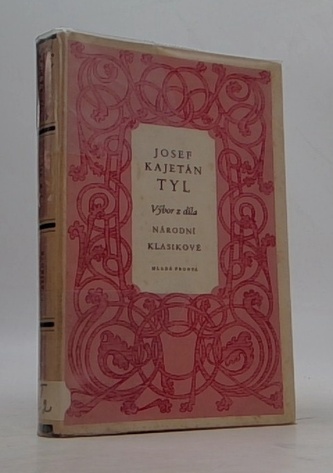 JOSEF
KAJETÁN
TYL
Výbor z díla
NÁRODNÍ
KLASIKOVÉ
MLADÁ FRONTA